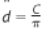 d = C/π